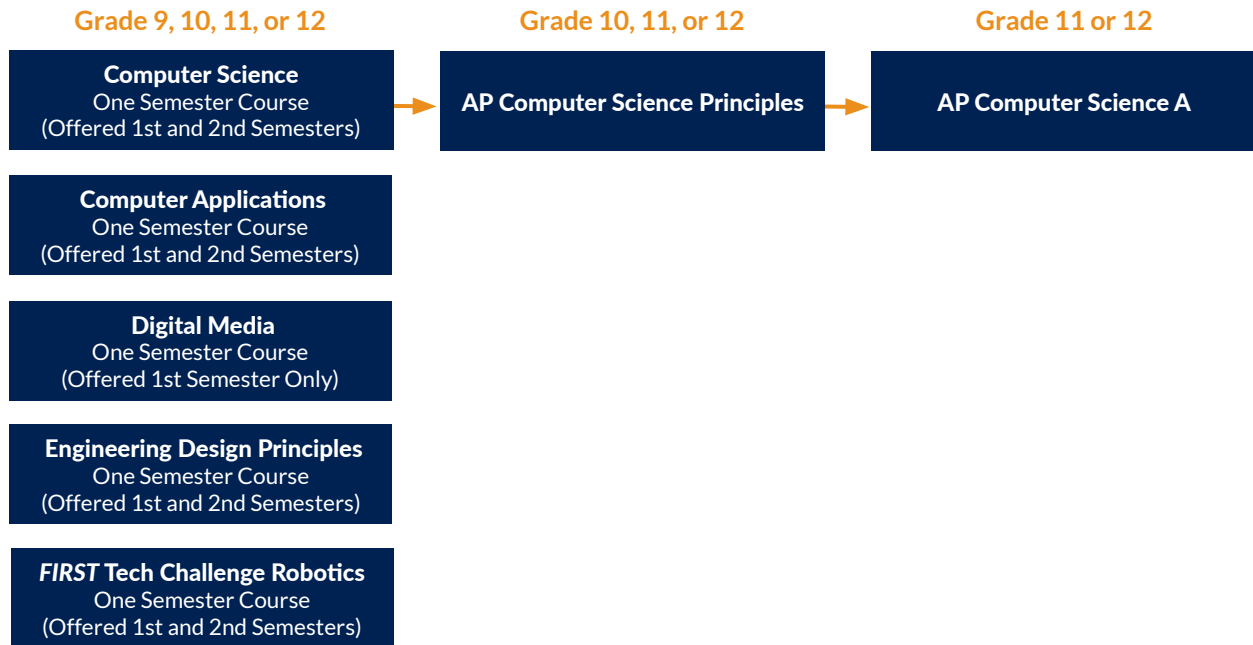 Grade 9, 10, 11, or 12
Grade 10, 11, or 12
Grade 11 or 12
Computer Science
One Semester Course
(Offered 1st and 2nd Semesters)
AP Computer Science Principles
AP Computer Science A
Computer Applications
One Semester Course
(Offered 1st and 2nd Semesters)
Digital Media
One Semester Course
(Offered 1st Semester Only)
Engineering Design Principles
One Semester Course
(Offered 1st and 2nd Semesters)
FIRST Tech Challenge Robotics
One Semester Course
(Offered 1st and 2nd Semesters)